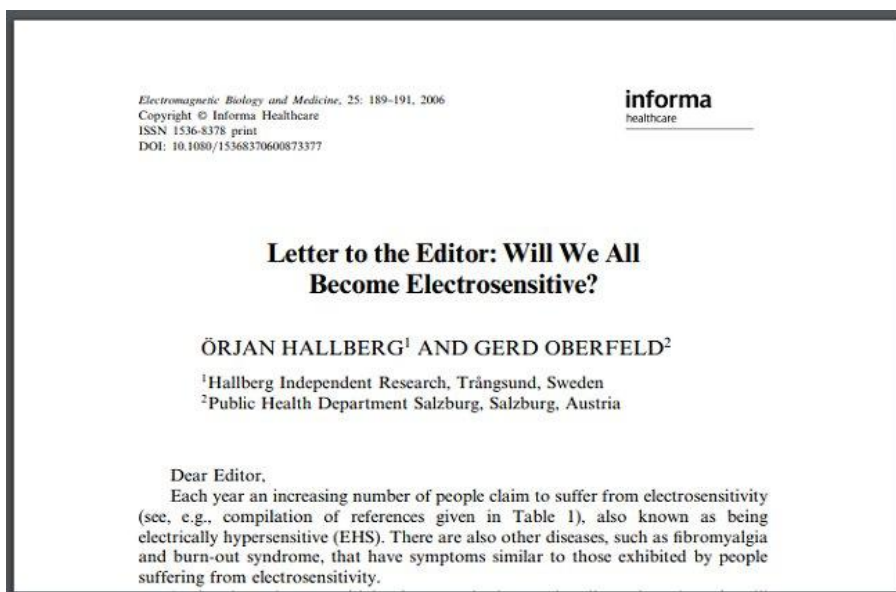 Electromagnetic Biology and Medicine, 25: 189–191, 2006
Copyright © Informa Healthcare
ISSN 1536-8378 print
DOI: 10.1080/15368370600873377
informa
healthcare
Letter to the Editor: Will We All
Become Electrosensitive?
ÖRJAN HALLBERG¹ AND GERD OBERFELD²
¹Hallberg Independent Research, Trångsund, Sweden
²Public Health Department Salzburg, Salzburg, Austria
Dear Editor,
Each year an increasing number of people claim to suffer from electrosensitivity
(see, e.g., compilation of references given in Table 1), also known as being
electrically hypersensitive (EHS). There are also other diseases, such as fibromyalgia
and burn-out syndrome, that have symptoms similar to those exhibited by people
suffering from electrosensitivity.